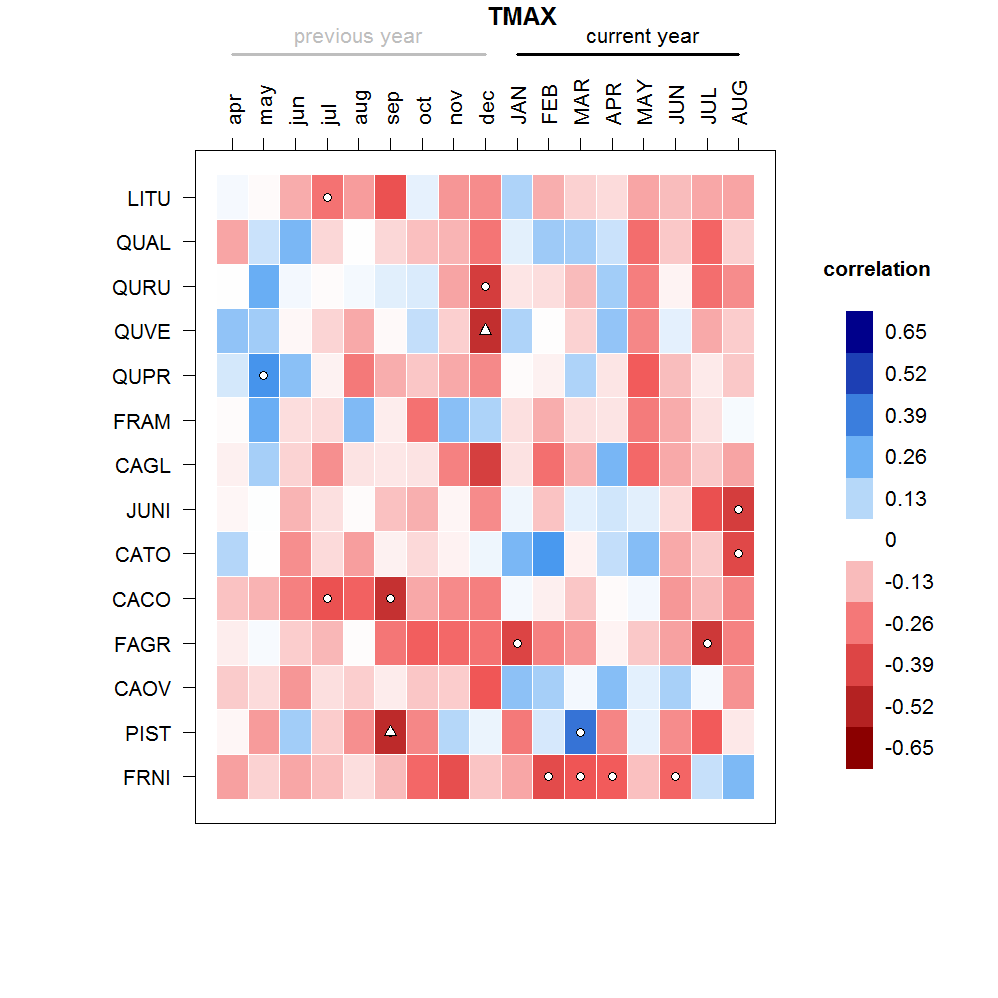 TMAX
previous year current year
apr may jun jul aug sep oct nov dec JAN FEB MAR APR MAY JUN JUL AUG
LITU
QUAL
QURU
QUVE
QUPR
FRAM
CAGL
JUNI
CATO
CACO
FAGR
CAOV
PIST
FRNI
correlation
0.65
0.52
0.39
0.26
0.13
0
-0.13
-0.26
-0.39
-0.52
-0.65